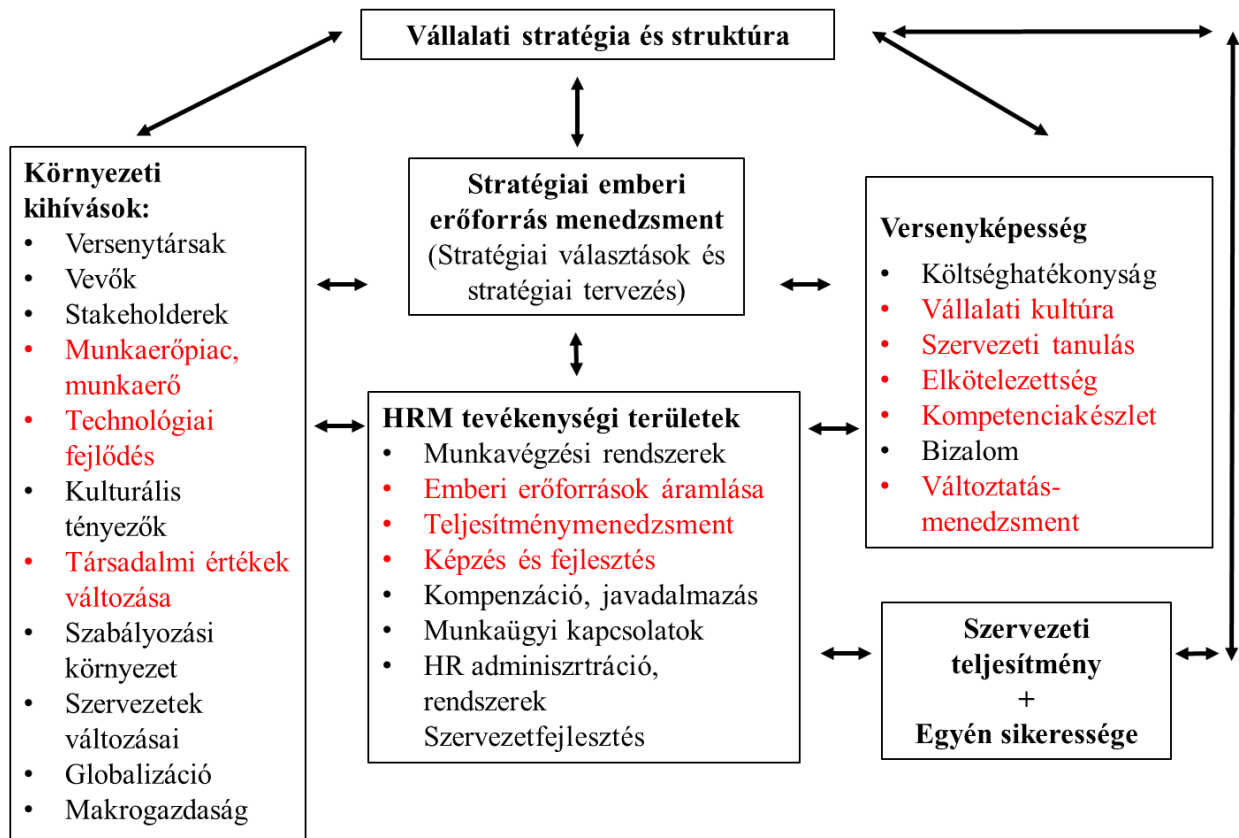 Vállalati stratégia és struktúra
Környezeti
kihívások:
• Versenytársak
• Vevők
• Stakeholderek
• Munkaerőpiac,
munkaerő
• Technológiai
fejlődés
• Kulturális
tényezők
• Társadalmi értékek
változása
• Szabályozási
környezet
• Szervezetek
változásai
• Globalizáció
• Makrogazdaság
Stratégiai emberi
erőforrás menedzsment
(Stratégiai választások és
stratégiai tervezés)
HRM tevékenységi területek
• Munkavégzési rendszerek
• Emberi erőforrások áramlása
• Teljesítménymenedzsment
• Képzés és fejlesztés
• Kompenzáció, javadalmazás
• Munkaügyi kapcsolatok
• HR adminisztrtráció,
rendszerek
Szervezetfejlesztés
Versenyképesség
• Költséghatékonyság
• Vállalati kultúra
• Szervezeti tanulás
• Elkötelezettség
• Kompetenciakészlet
• Bizalom
• Változtatás-
menedzsment
Szervezeti
teljesítmény
+
Egyén sikeressége